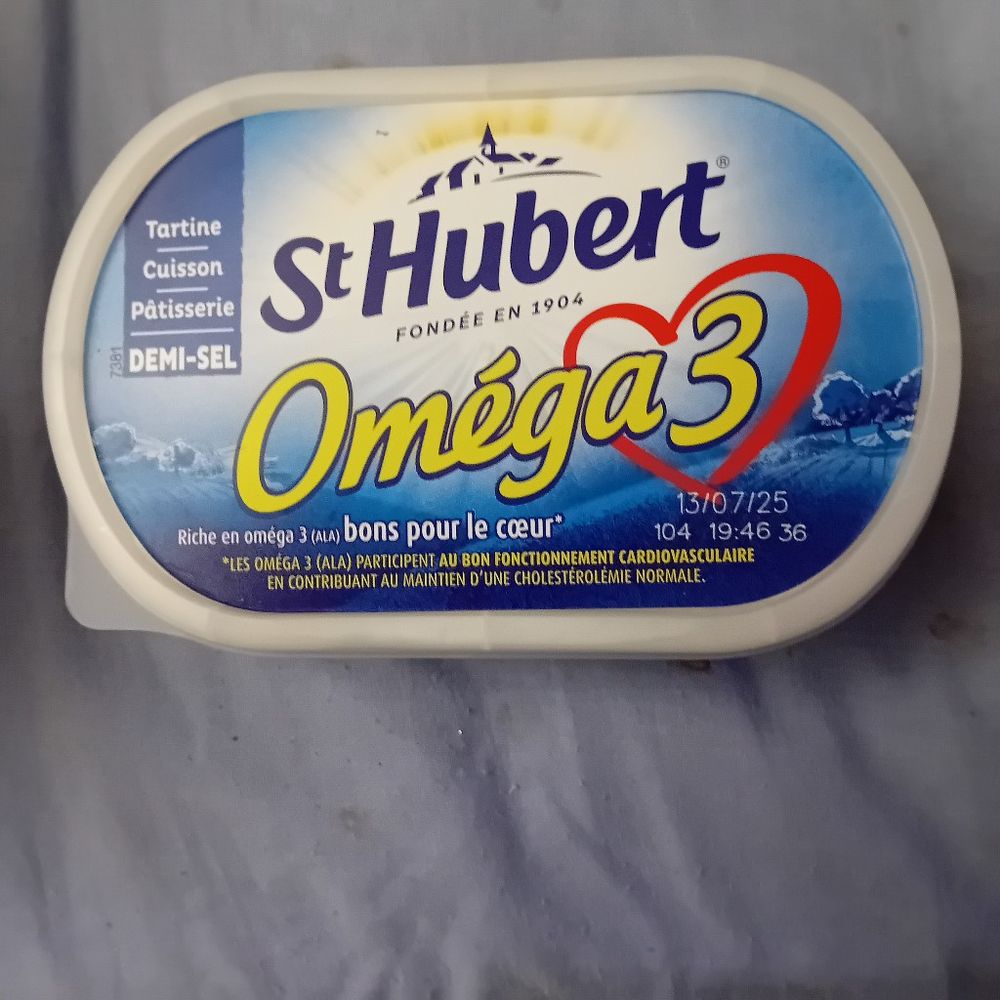 Tartine
Cuisson
Pâtisserie
DEMI-SEL
7381
St Hubert®
FONDÉE EN 1904
Oméga 3
13/07/25
104 19:46 36
Riche en oméga 3 (ALA) bons pour le cœur*
*LES OMÉGA 3 (ALA) PARTICIPENT AU BON FONCTIONNEMENT CARDIOVASCULAIRE
EN CONTRIBUANT AU MAINTIEN D'UNE CHOLESTÉROLÉMIE NORMALE.